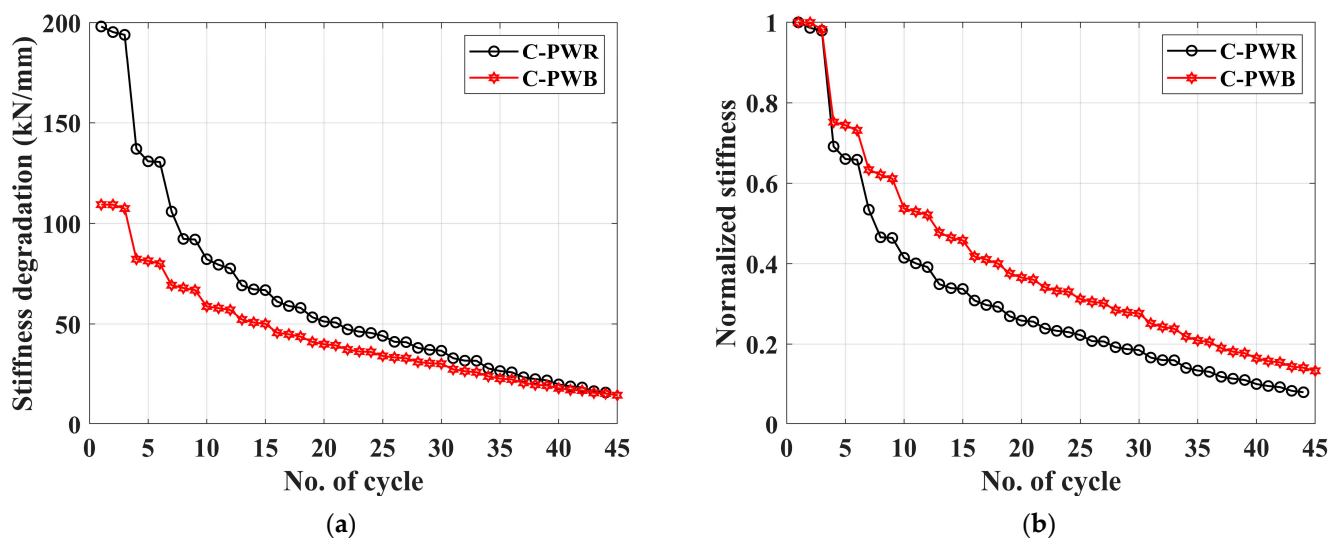 Stiffness degradation (kN/mm)
200
150
100
50
0
C-PWR
C-PWB
0 5 10 15 20 25 30 35 40 45
No. of cycle
(a)
Normalized stiffness
1
0.8
0.6
0.4
0.2
0
C-PWR
C-PWB
0 5 10 15 20 25 30 35 40 45
No. of cycle
(b)